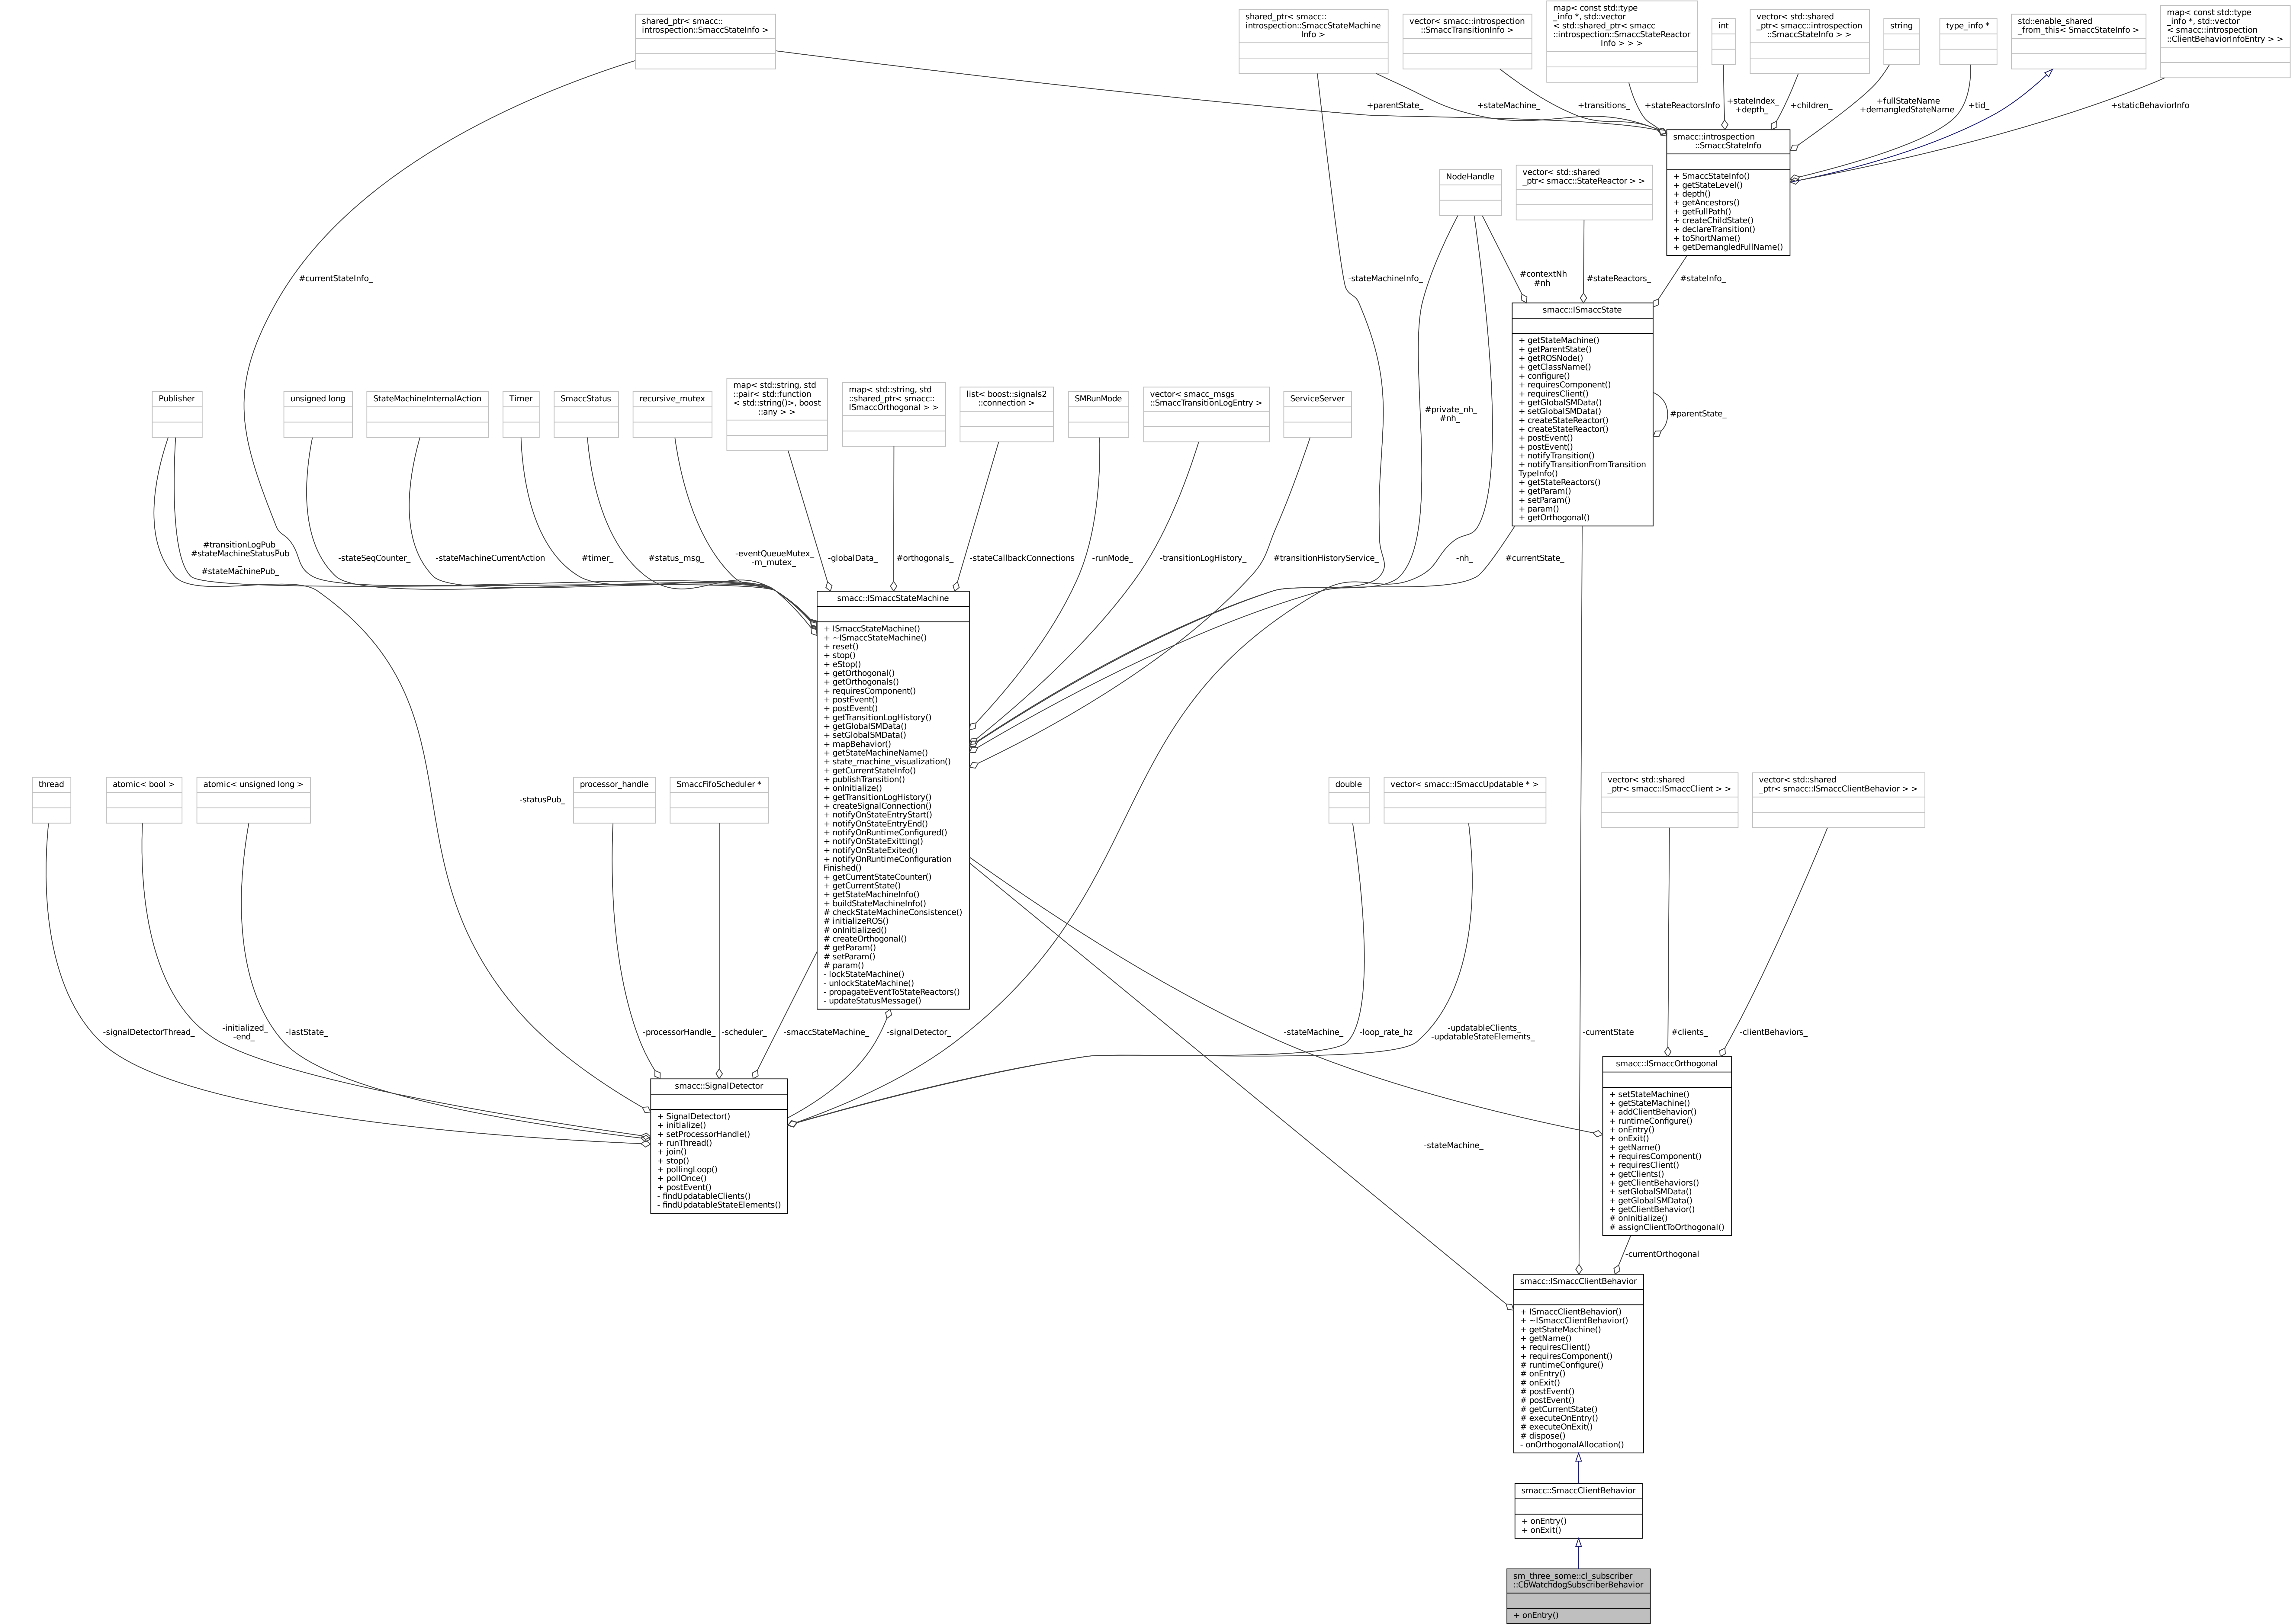 shared_ptr< smacc::
introspection::SmaccStateInfo >
shared_ptr< smacc::
introspection::SmaccStateMachine
Info >
vector< smacc::introspection
::SmaccTransitionInfo >
map< const std::type
_info *, std::vector
< std::shared_ptr< smacc
::introspection::SmaccStateReactor
Info > > >
int
vector< std::shared
_ptr< smacc::introspection
::SmaccStateInfo > >
string
type_info *
std::enable_shared
_from_this< SmaccStateInfo >
map< const std::type
_info *, std::vector
< smacc::introspection
::ClientBehaviorInfoEntry > >
+parentState_
+stateMachine_
+transitions_
+stateReactorsInfo
+stateIndex_
+depth_
+children_
+fullStateName
+demangledStateName
+tid_
+staticBehaviorInfo
smacc::introspection
::SmaccStateInfo
+ SmaccStateInfo()
+ getStateLevel()
+ depth()
+ getAncestors()
+ getFullPath()
+ createChildState()
+ declareTransition()
+ toShortName()
+ getDemangledFullName()
NodeHandle
vector< std::shared
_ptr< smacc::StateReactor > >
#currentStateInfo_
-stateMachineInfo_
#contextNh
#nh
#stateReactors_
#stateInfo_
smacc::ISmaccState
+ getStateMachine()
+ getParentState()
+ getROSNode()
+ getClassName()
+ configure()
+ requiresComponent()
+ requiresClient()
+ getGlobalSMData()
+ setGlobalSMData()
+ createStateReactor()
+ createStateReactor()
+ postEvent()
+ postEvent()
+ notifyTransition()
+ notifyTransitionFromTransition
TypeInfo()
+ getStateReactors()
+ getParam()
+ setParam()
+ param()
+ getOrthogonal()
#parentState_
#private_nh_
#nh_
Publisher
unsigned long
StateMachineInternalAction
Timer
SmaccStatus
recursive_mutex
map< std::string, std
::pair< std::function
< std::string()>, boost
::any > >
map< std::string, std
::shared_ptr< smacc::
ISmaccOrthogonal > >
list< boost::signals2
::connection >
SMRunMode
vector< smacc_msgs
::SmaccTransitionLogEntry >
ServiceServer
#transitionLogPub_
#stateMachineStatusPub
_
#stateMachinePub_
-stateSeqCounter_
-stateMachineCurrentAction
#timer_
#status_msg_
-eventQueueMutex_
-m_mutex_
-globalData_
#orthogonals_
-stateCallbackConnections
-runMode_
-transitionLogHistory_
#transitionHistoryService_
-nh_
#currentState_
smacc::ISmaccStateMachine
+ ISmaccStateMachine()
+ ~ISmaccStateMachine()
+ reset()
+ stop()
+ eStop()
+ getOrthogonal()
+ getOrthogonals()
+ requiresComponent()
+ postEvent()
+ postEvent()
+ getTransitionLogHistory()
+ getGlobalSMData()
+ setGlobalSMData()
+ mapBehavior()
+ getStateMachineName()
+ state_machine_visualization()
+ getCurrentStateInfo()
+ publishTransition()
+ onInitialize()
+ getTransitionLogHistory()
+ createSignalConnection()
+ notifyOnStateEntryStart()
+ notifyOnStateEntryEnd()
+ notifyOnRuntimeConfigured()
+ notifyOnStateExitting()
+ notifyOnStateExited()
+ notifyOnRuntimeConfiguration
Finished()
+ getCurrentStateCounter()
+ getCurrentState()
+ getStateMachineInfo()
+ buildStateMachineInfo()
# checkStateMachineConsistence()
# initializeROS()
# onInitialized()
# createOrthogonal()
# getParam()
# setParam()
# param()
- lockStateMachine()
- unlockStateMachine()
- propagateEventToStateReactors()
- updateStatusMessage()
thread
atomic< bool >
atomic< unsigned long >
-statusPub_
processor_handle
SmaccFifoScheduler *
double
vector< smacc::ISmaccUpdatable * >
vector< std::shared
_ptr< smacc::ISmaccClient > >
vector< std::shared
_ptr< smacc::ISmaccClientBehavior > >
-signalDetectorThread_
-initialized_
-end_
-lastState_
-processorHandle_
-scheduler_
-smaccStateMachine_
-signalDetector_
-stateMachine_
-loop_rate_hz
-updatableClients_
-updatableStateElements_
-currentState
#clients_
-clientBehaviors_
smacc::SignalDetector
+ SignalDetector()
+ initialize()
+ setProcessorHandle()
+ runThread()
+ join()
+ stop()
+ pollingLoop()
+ pollOnce()
+ postEvent()
- findUpdatableClients()
- findUpdatableStateElements()
smacc::ISmaccOrthogonal
+ setStateMachine()
+ getStateMachine()
+ addClientBehavior()
+ runtimeConfigure()
+ onEntry()
+ onExit()
+ getName()
+ requiresComponent()
+ requiresClient()
+ getClients()
+ getClientBehaviors()
+ setGlobalSMData()
+ getGlobalSMData()
+ getClientBehavior()
# onInitialize()
# assignClientToOrthogonal()
-stateMachine_
-currentOrthogonal
smacc::ISmaccClientBehavior
+ ISmaccClientBehavior()
+ ~ISmaccClientBehavior()
+ getStateMachine()
+ getName()
+ requiresClient()
+ requiresComponent()
# runtimeConfigure()
# onEntry()
# onExit()
# postEvent()
# postEvent()
# getCurrentState()
# executeOnEntry()
# executeOnExit()
# dispose()
- onOrthogonalAllocation()
smacc::SmaccClientBehavior
+ onEntry()
+ onExit()
sm_three_some::cl_subscriber
::CbWatchdogSubscriberBehavior
+ onEntry()